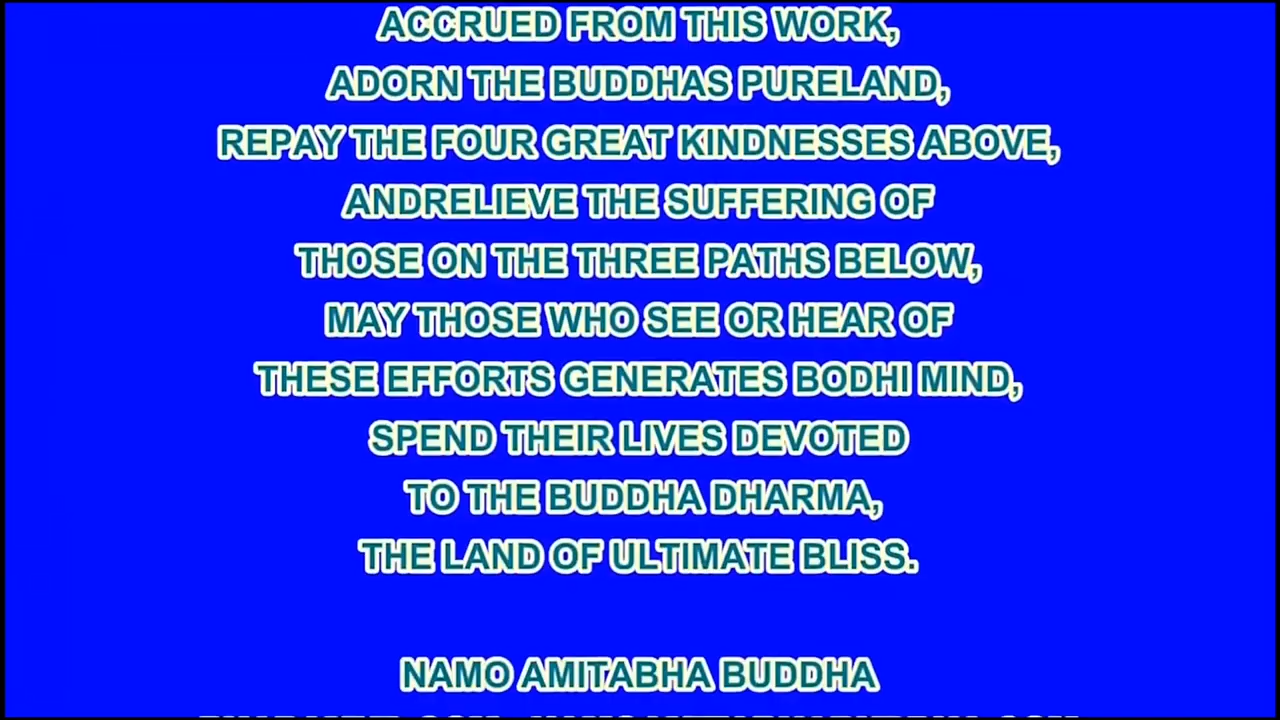 ACCRUED FROM THIS WORK,
ADORN THE BUDDHAS PURELAND,
REPAY THE FOUR GREAT KINDNESSES ABOVE,
ANDRELIEVE THE SUFFERING OF
THOSE ON THE THREE PATHS BELOW,
MAY THOSE WHO SEE OR HEAR OF
THESE EFFORTS GENERATES BODHI MIND,
SPEND THEIR LIVES DEVOTED
TO THE BUDDHA DHARMA,
THE LAND OF ULTIMATE BLISS.
NAMO AMITABHA BUDDHA